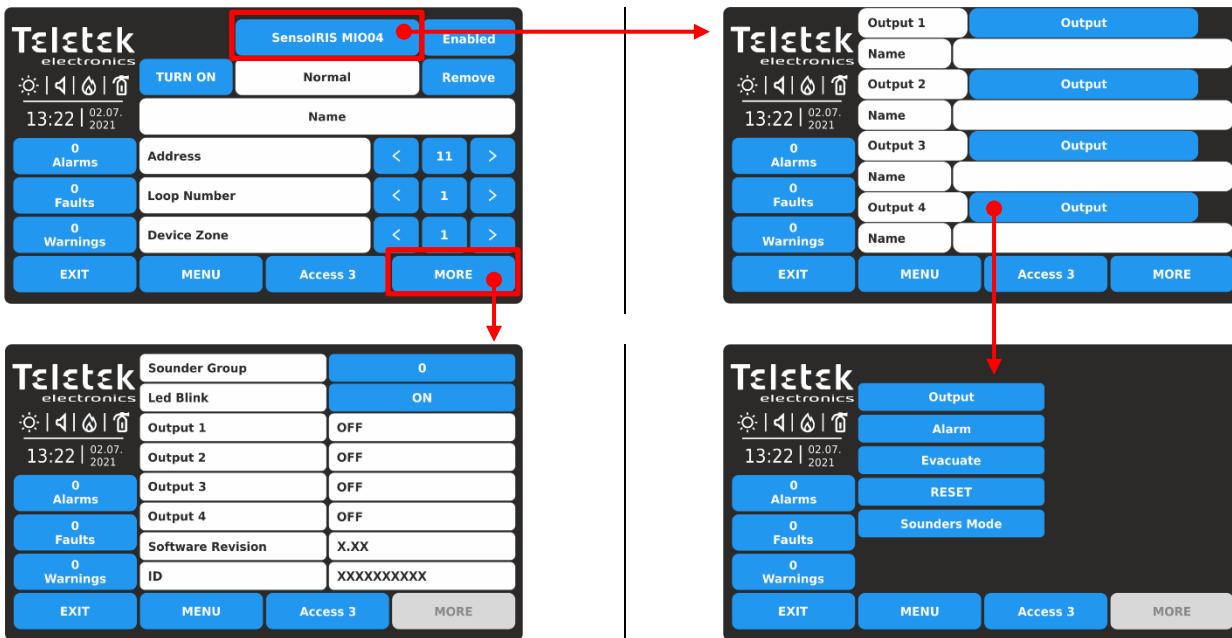 Teletek
electronics
SensoIRIS MIO04
Enabled
TURN ON
Normal
Remove
13:22
02.07.
2021
Name
0
Alarms
Address
<
11
>
0
Faults
Loop Number
<
1
>
0
Warnings
Device Zone
<
1
>
EXIT
MENU
Access 3
MORE
Teletek
electronics
Output 1
Output
Name
Output 2
Output
13:22
02.07.
2021
Name
0
Alarms
Output 3
Output
Name
0
Faults
Output 4
Output
0
Warnings
Name
EXIT
MENU
Access 3
MORE
Teletek
electronics
Sounder Group
0
Led Blink
ON
Output 1
OFF
13:22
02.07.
2021
Output 2
OFF
0
Alarms
Output 3
OFF
0
Faults
Output 4
OFF
Software Revision
X.XX
0
Warnings
ID
XXXXXXXXXX
EXIT
MENU
Access 3
MORE
Teletek
electronics
Output
Alarm
13:22
02.07.
2021
Evacuate
0
Alarms
RESET
0
Faults
Sounders Mode
0
Warnings
EXIT
MENU
Access 3
MORE